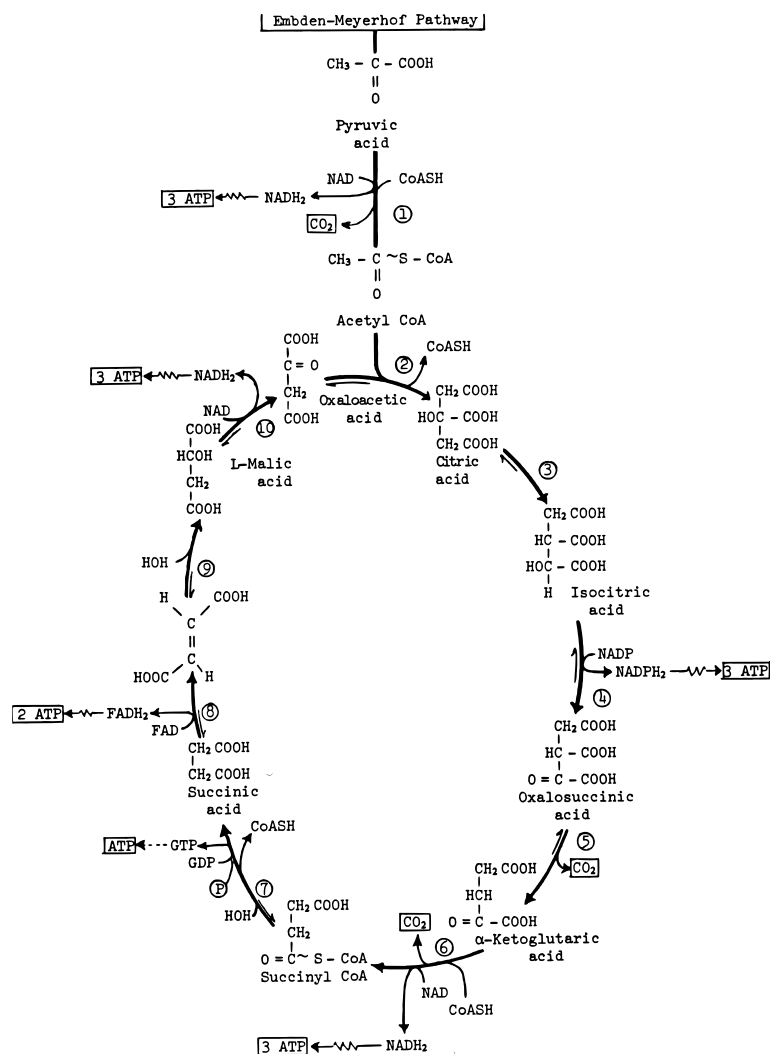 Embden-Meyerhof Pathway
CH₃ – C – COOH
=
O
Pyruvic
acid
NAD
CoASH
3 ATP
NADH₂
CO₂
①
CH₃ – C ~S – CoA
=
O
Acetyl CoA
COOH
C = O
CH₂
COOH
Oxaloacetic
acid
②
CoASH
CH₂ COOH
HOC – COOH
CH₂ COOH
Citric
acid
③
CH₂ COOH
HC – COOH
HOC – COOH
H
Isocitric
acid
NADP
NADPH₂
3 ATP
④
CH₂ COOH
HC – COOH
O = C – COOH
Oxalosuccinic
acid
⑤
CO₂
CH₂ COOH
HCH
O = C – COOH
α-Ketoglutaric
acid
⑥
CO₂
NAD
CoASH
NADH₂
3 ATP
CH₂ COOH
CH₂
O = C ~ S – CoA
Succinyl CoA
⑦
HOH
P
GDP
GTP
ATP
CoASH
CH₂ COOH
CH₂ COOH
Succinic
acid
⑧
FAD
FADH₂
2 ATP
H
COOH
C
=
C
HOOC
H
⑨
HOH
COOH
HCOH
CH₂
COOH
L-Malic
acid
⑩
NAD
NADH₂
3 ATP